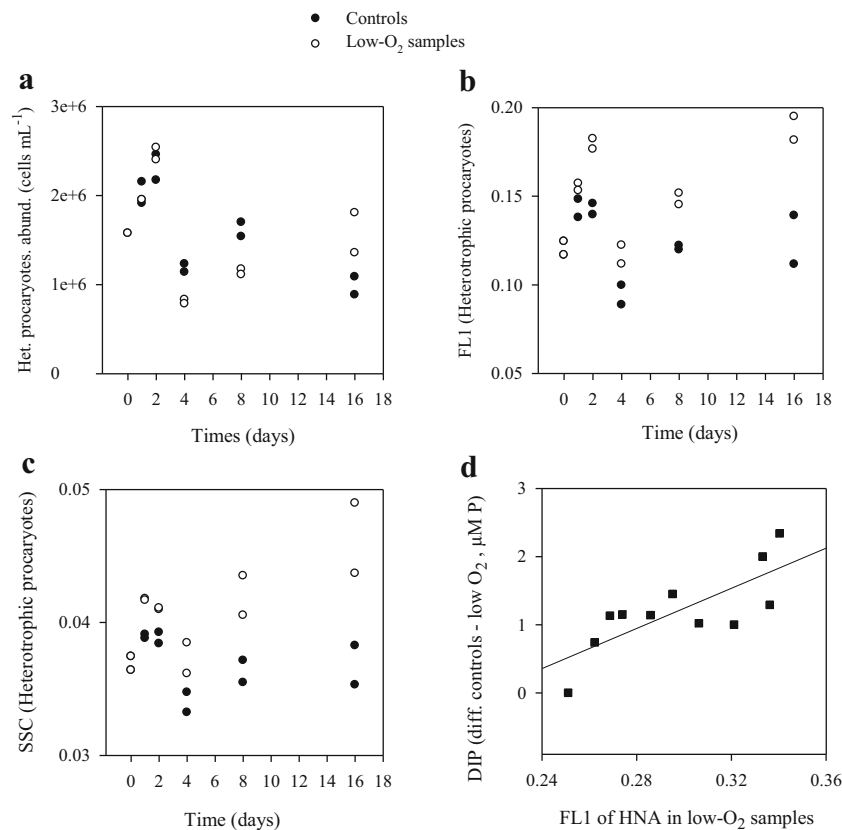 Controls
Low-O2 samples
a
3e+6
2e+6
1e+6
0
Het. procaryotes. abund. (cells mL-1)
0 2 4 6 8 10 12 14 16 18
Times (days)
b
0.20
0.15
0.10
0.05
FL1 (Heterotrophic procaryotes)
0 2 4 6 8 10 12 14 16 18
Time (days)
c
0.05
0.04
0.03
SSC (Heterotrophic procaryotes)
0 2 4 6 8 10 12 14 16 18
Time (days)
d
3
2
1
0
DIP (diff. controls - low O2 , µM P)
0.24 0.28 0.32 0.36
FL1 of HNA in low-O2 samples